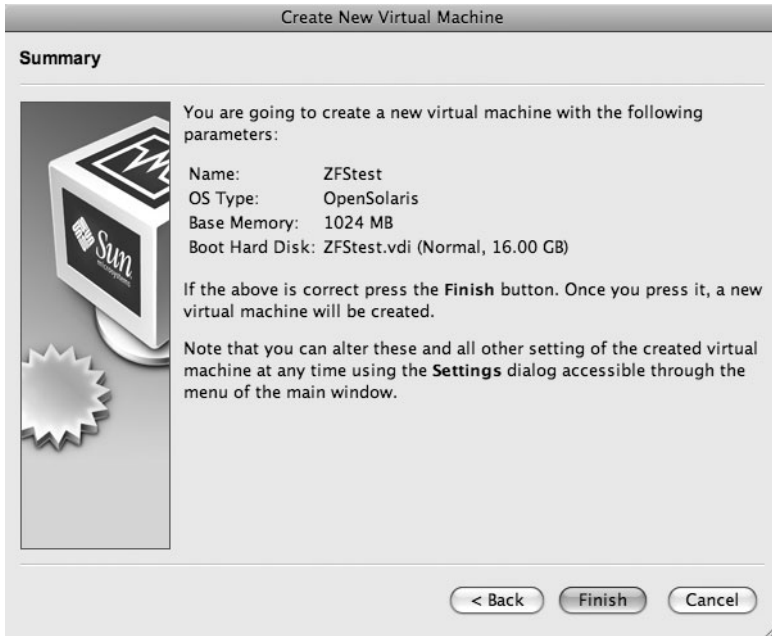 Create New Virtual Machine
Summary
Sun
microsystems
You are going to create a new virtual machine with the following
parameters:
Name: ZFStest
OS Type: OpenSolaris
Base Memory: 1024 MB
Boot Hard Disk: ZFStest.vdi (Normal, 16.00 GB)
If the above is correct press the Finish button. Once you press it, a new
virtual machine will be created.
Note that you can alter these and all other setting of the created virtual
machine at any time using the Settings dialog accessible through the
menu of the main window.
< Back
Finish
Cancel